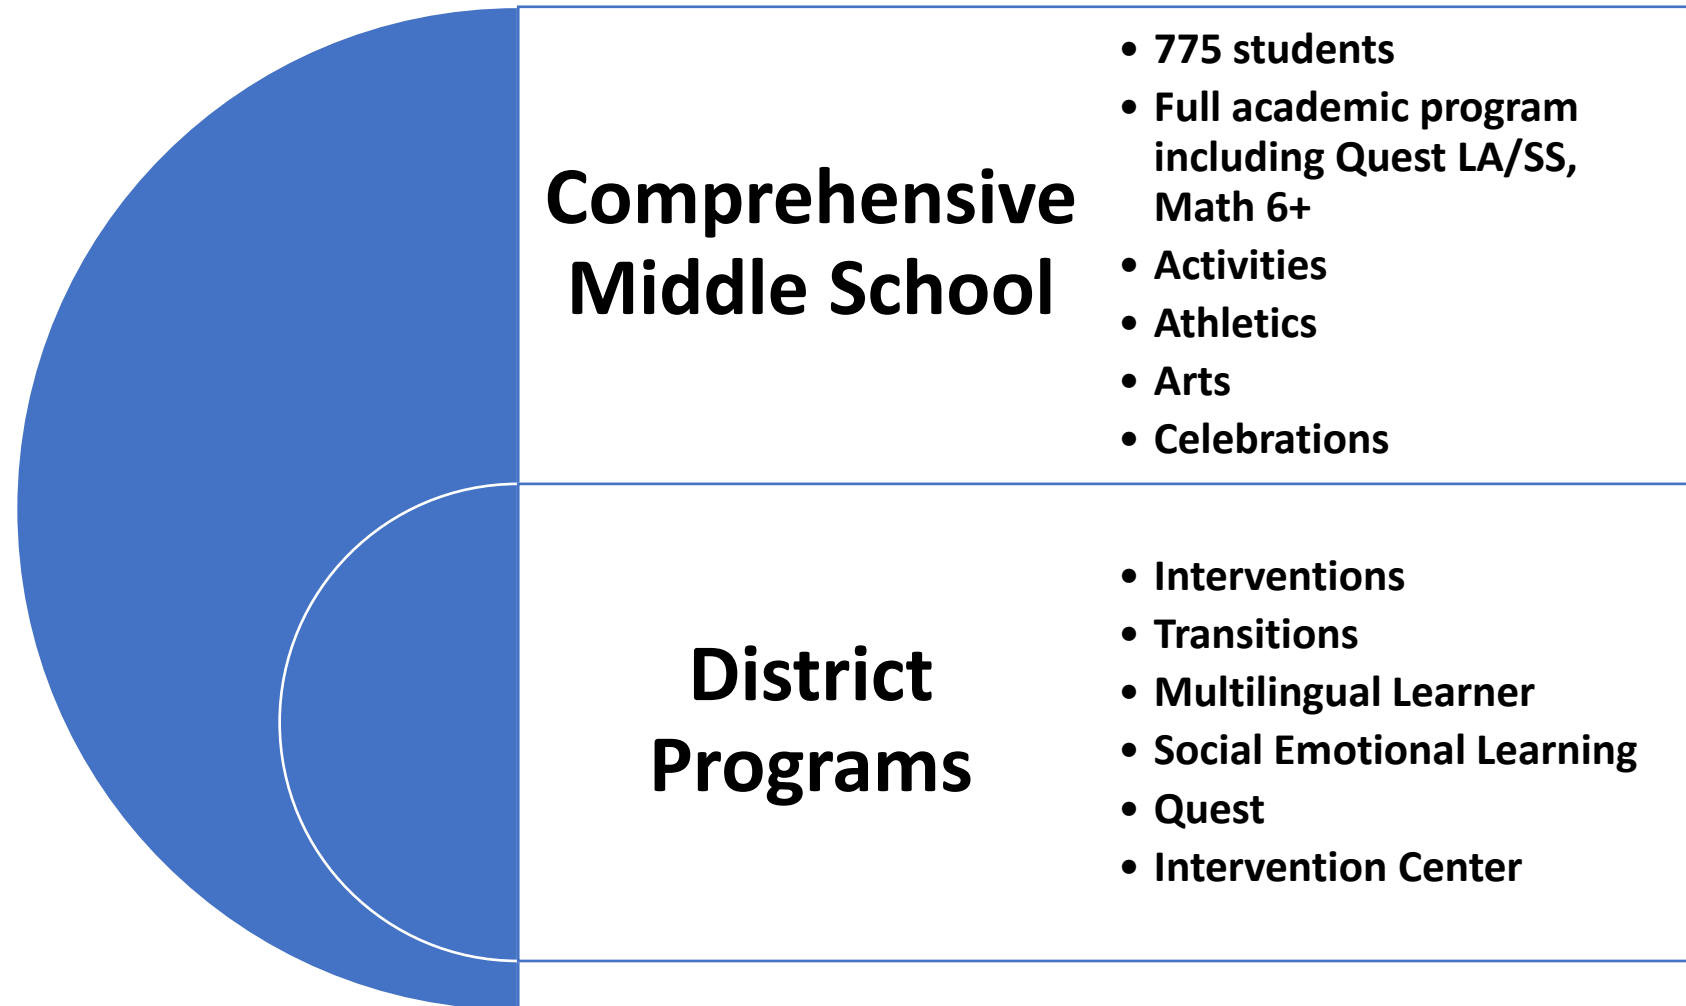 Comprehensive
Middle School
• 775 students
• Full academic program
including Quest LA/SS,
Math 6+
• Activities
• Athletics
• Arts
• Celebrations
District
Programs
• Interventions
• Transitions
• Multilingual Learner
• Social Emotional Learning
• Quest
• Intervention Center